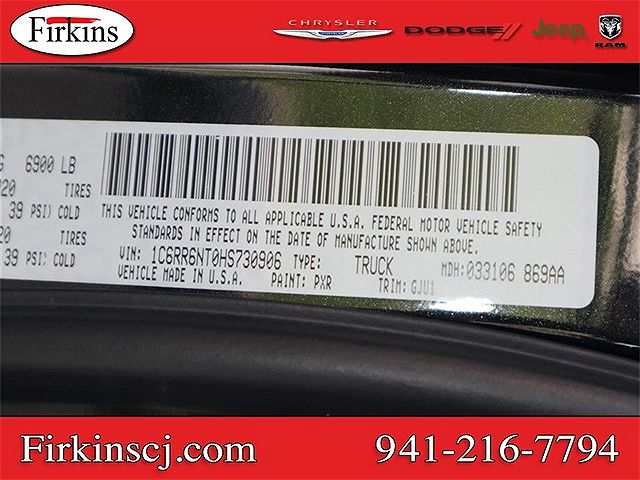 Firkins
CHRYSLER DODGE Jeep RAM
6900 LB
TIRES
39 PSI) COLD
TIRES
39 PSI) COLD
THIS VEHICLE CONFORMS TO ALL APPLICABLE U.S.A. FEDERAL MOTOR VEHICLE SAFETY
STANDARDS IN EFFECT ON THE DATE OF MANUFACTURE SHOWN ABOVE.
VIN: 1C6RR6NT0HS730906 TYPE: TRUCK MDH: 033106 869AA
VEHICLE MADE IN U.S.A. PAINT: PXR TRIM: GJU1
Firkinscj.com 941-216-7794